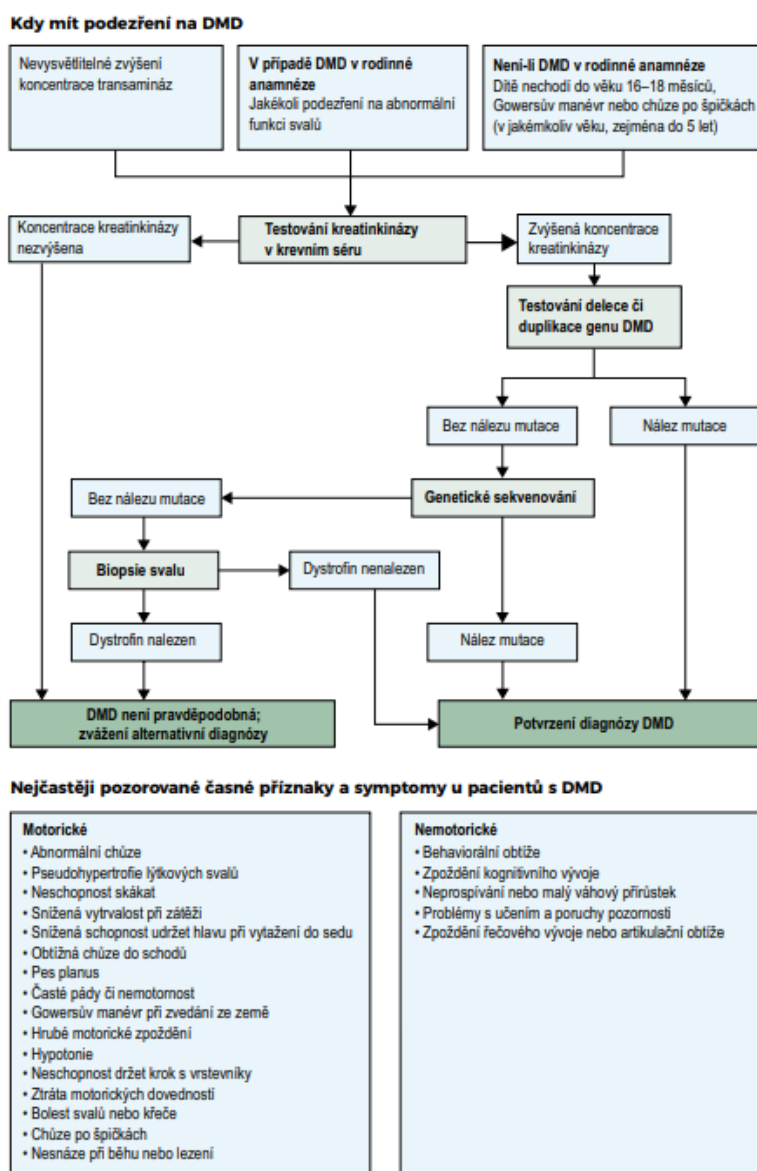 Kdy mít podezření na DMD
Nevysvětlitelné zvýšení
koncentrace transamináz
V případě DMD v rodinné
anamnéze
Jakékoli podezření na abnormální
funkci svalů
Není-li DMD v rodinné anamnéze
Dítě nechodí do věku 16–18 měsíců,
Gowersův manévr nebo chůze po špičkách
(v jakémkoliv věku, zejména do 5 let)
Koncentrace kreatinkinázy
nezvýšena
Testování kreatinkinázy
v krevním séru
Zvýšená koncentrace
kreatinkinázy
Testování delece či
duplikace genu DMD
Bez nálezu mutace
Nález mutace
Bez nálezu mutace
Genetické sekvenování
Biopsie svalu
Dystrofin nenalezen
Dystrofin nalezen
Nález mutace
DMD není pravděpodobná;
zvážení alternativní diagnózy
Potvrzení diagnózy DMD
Nejčastěji pozorované časné příznaky a symptomy u pacientů s DMD
Motorické
• Abnormální chůze
• Pseudohypertrofie lýtkových svalů
• Neschopnost skákat
• Snížená vytrvalost při zátěži
• Snížená schopnost udržet hlavu při vytažení do sedu
• Obtížná chůze do schodů
• Pes planus
• Časté pády či nemotornost
• Gowersův manévr při zvedání ze země
• Hrubé motorické zpoždění
• Hypotonie
• Neschopnost držet krok s vrstevníky
• Ztráta motorických dovedností
• Bolest svalů nebo křeče
• Chůze po špičkách
• Nesnáze při běhu nebo lezení
Nemotorické
• Behaviorální obtíže
• Zpoždění kognitivního vývoje
• Neprospívání nebo malý váhový přírůstek
• Problémy s učením a poruchy pozornosti
• Zpoždění řečového vývoje nebo artikulační obtíže